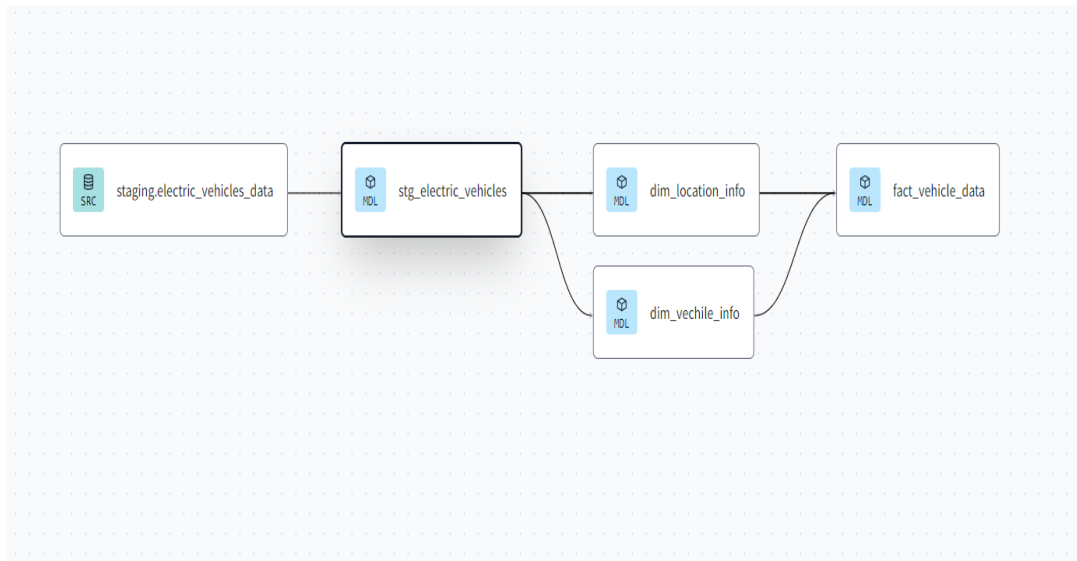 SRC
staging.electric_vehicles_data
MDL
stg_electric_vehicles
MDL
dim_location_info
MDL
fact_vehicle_data
MDL
dim_vechile_info